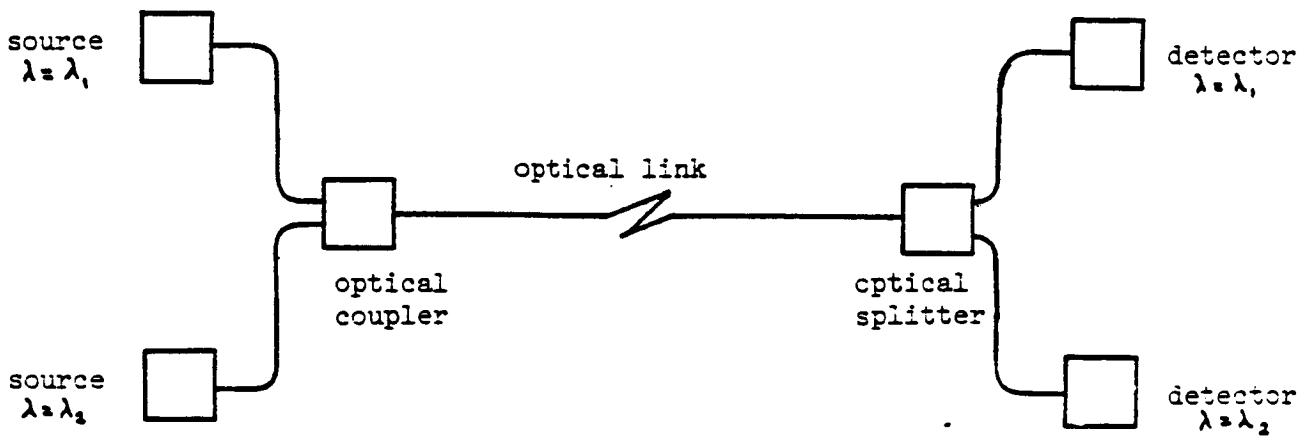 source
λ = λ₁
detector
λ = λ₁
optical link
optical
coupler
cptical
splitter
source
λ = λ₂
detector
λ = λ₂